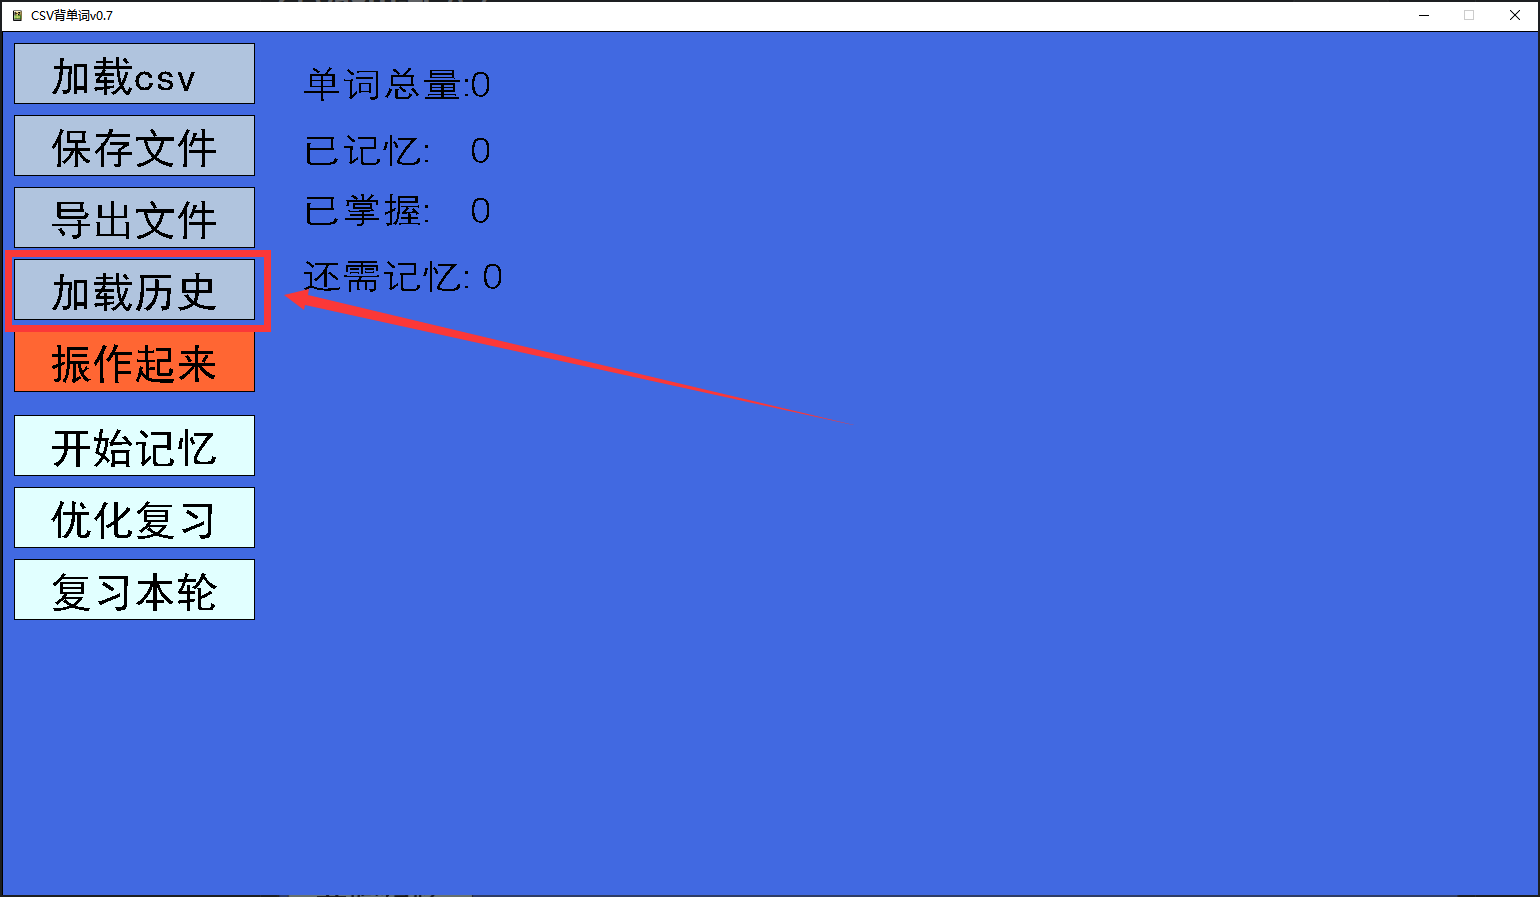 CSV背单词v0.7
加载csv
保存文件
导出文件
加载历史
振作起来
开始记忆
优化复习
复习本轮
单词总量:0
已记忆: 0
已掌握: 0
还需记忆: 0